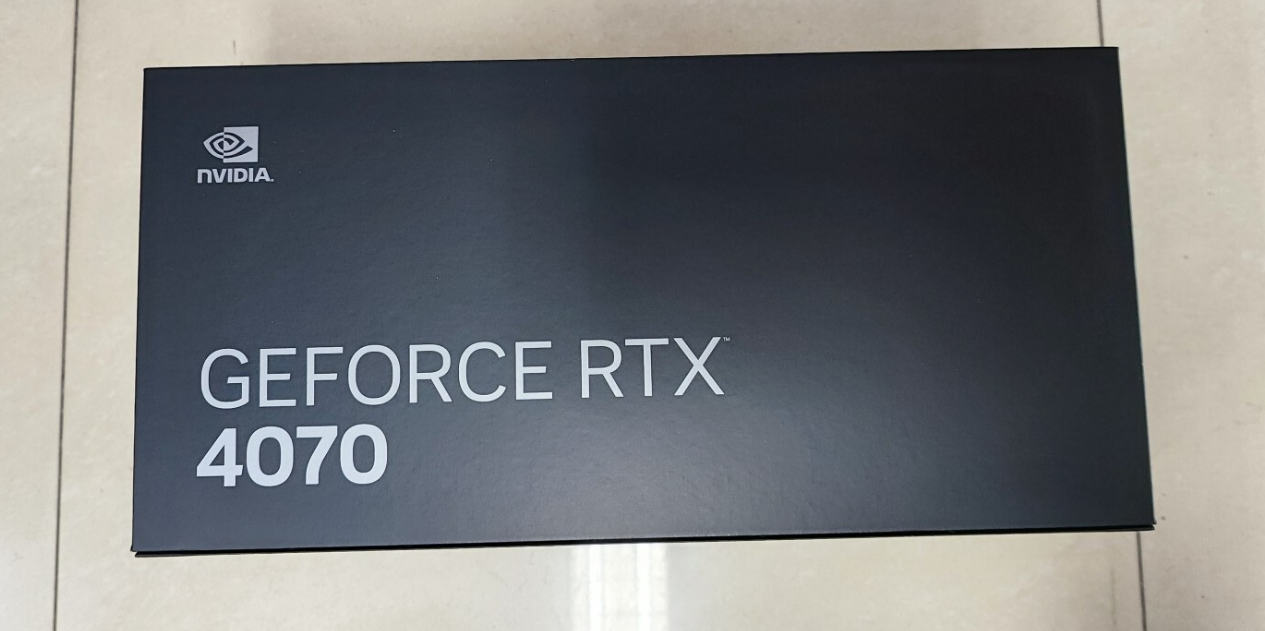 NVIDIA.
GEFORCE RTX™
4070